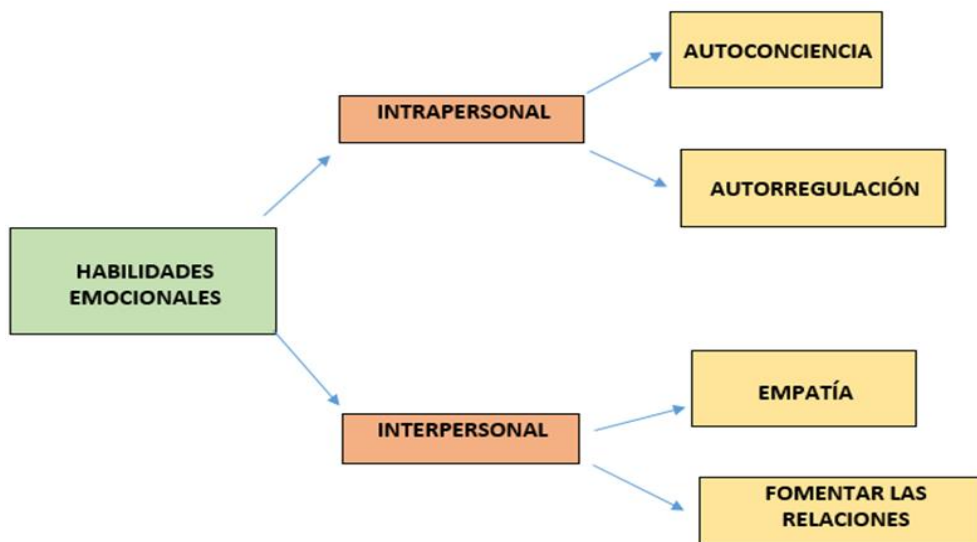 AUTOCONCIENCIA
INTRAPERSONAL
AUTORREGULACIÓN
HABILIDADES
EMOCIONALES
EMPATÍA
INTERPERSONAL
FOMENTAR LAS
RELACIONES